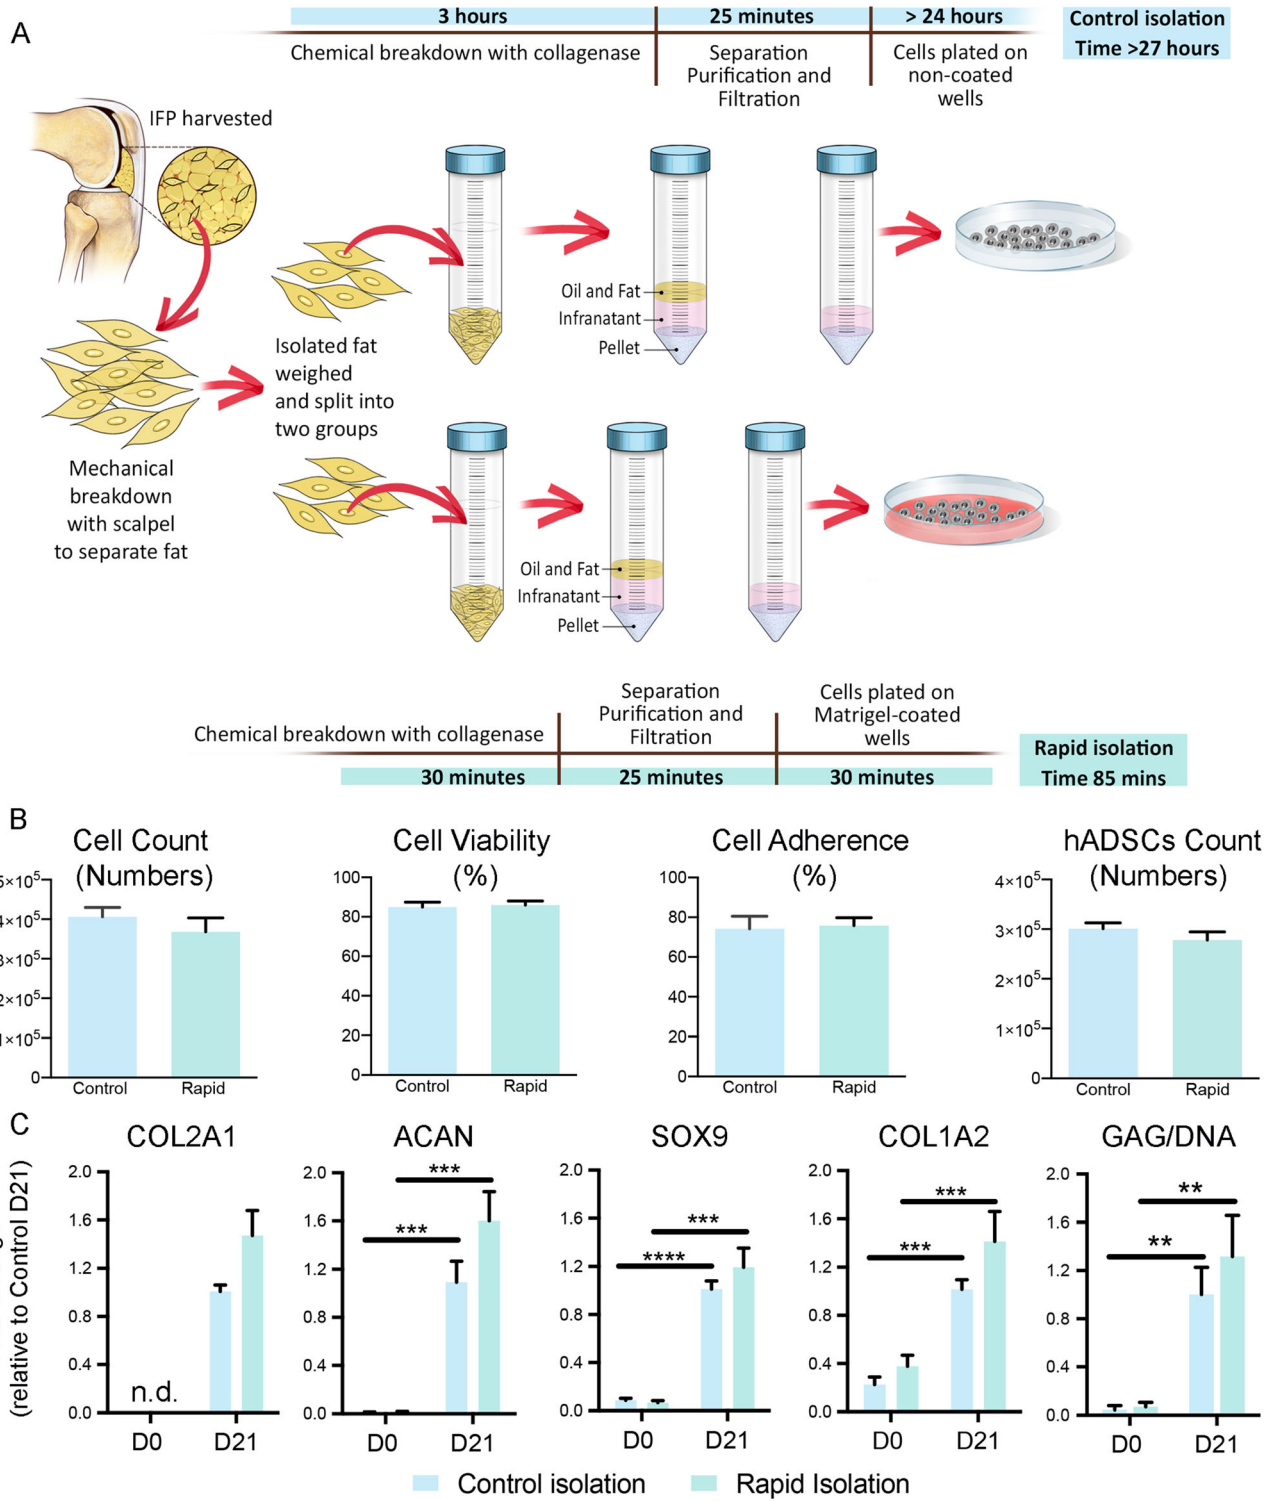 A
3 hours
25 minutes
> 24 hours
Control isolation
Time >27 hours
Chemical breakdown with collagenase
Separation
Purification and
Filtration
Cells plated on
non-coated
wells
IFP harvested
Oil and Fat
Infranatant
Pellet
Isolated fat
weighed
and split into
two groups
Mechanical
breakdown
with scalpel
to separate fat
Oil and Fat
Infranatant
Pellet
Separation
Purification and
Filtration
Cells plated on
Matrigel-coated
wells
Chemical breakdown with collagenase
30 minutes
25 minutes
30 minutes
Rapid isolation
Time 85 mins
B
Cell Count
(Numbers)
5×10⁵
4×10⁵
3×10⁵
2×10⁵
1×10⁵
0
Control
Rapid
Cell Viability
(%)
100
80
60
40
20
0
Control
Rapid
Cell Adherence
(%)
100
80
60
40
20
0
Control
Rapid
hADSCs Count
(Numbers)
4×10⁵
3×10⁵
2×10⁵
1×10⁵
0
Control
Rapid
C
(relative to Control D21)
COL2A1
2.0
1.6
1.2
0.8
0.4
0.0
n.d.
D0
D21
ACAN
2.0
1.6
1.2
0.8
0.4
0.0
***
***
D0
D21
SOX9
2.0
1.6
1.2
0.8
0.4
0.0
***
****
D0
D21
COL1A2
2.0
1.6
1.2
0.8
0.4
0.0
***
***
D0
D21
GAG/DNA
2.0
1.6
1.2
0.8
0.4
0.0
**
**
D0
D21
Control isolation
Rapid Isolation